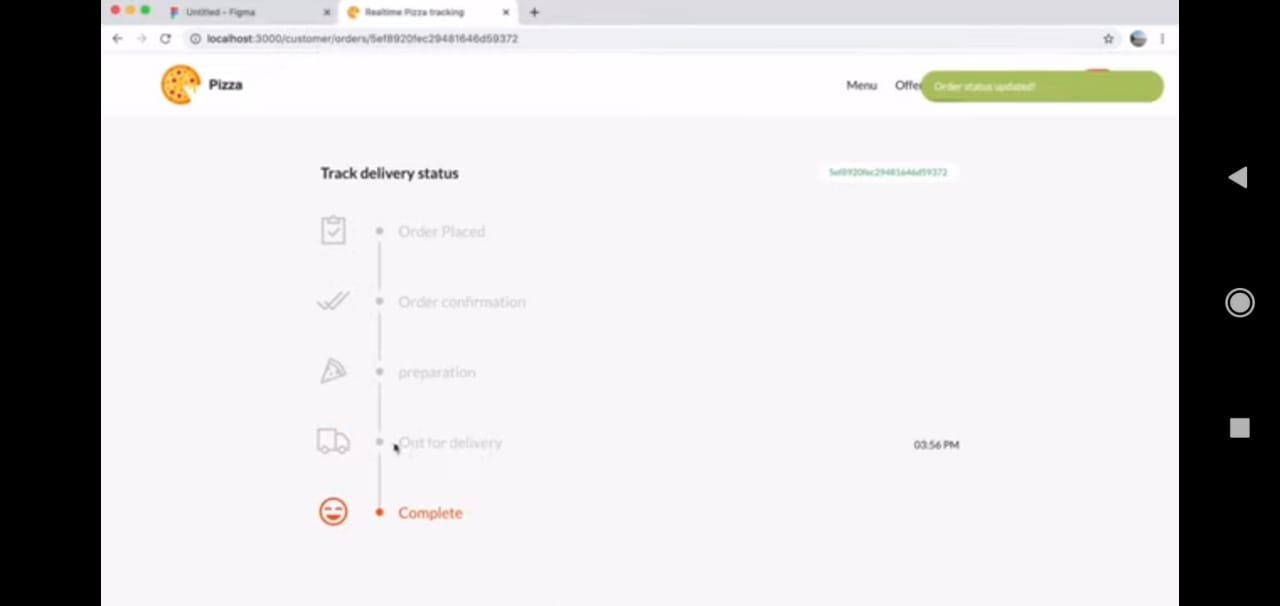 Untitled – Figma
Realtime Pizza tracking
localhost:3000/customer/orders/5ef8920fec29481646d59372
Pizza
Menu
Offe
Order status updated!
Track delivery status
5ef8920fec29481646d59372
Order Placed
Order confirmation
preparation
Out for delivery
03:56 PM
Complete